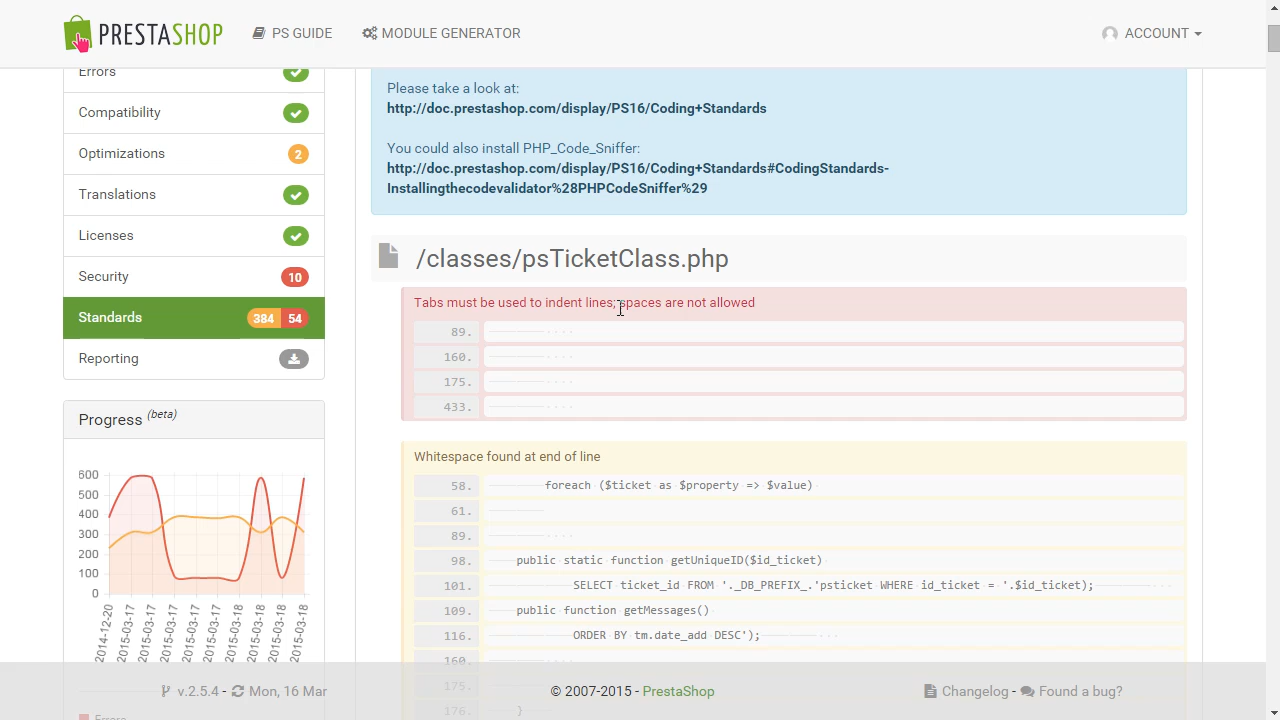 PRESTASHOP PS GUIDE MODULE GENERATOR ACCOUNT
Errors
Compatibility
Optimizations 2
Translations
Licenses
Security 10
Standards 384 54
Reporting
Progress (beta)
600
500
400
300
200
100
0
2014-12-20
2015-03-17
2015-03-17
2015-03-17
2015-03-17
2015-03-17
2015-03-18
2015-03-18
2015-03-18
2015-03-18
Errors
Please take a look at:
http://doc.prestashop.com/display/PS16/Coding+Standards
You could also install PHP_Code_Sniffer:
http://doc.prestashop.com/display/PS16/Coding+Standards#CodingStandards-
Installingthecodevalidator%28PHPCodeSniffer%29
/classes/psTicketClass.php
Tabs must be used to indent lines; spaces are not allowed
89.
160.
175.
433.
Whitespace found at end of line
58. foreach ($ticket as $property => $value)
61.
89.
98. public static function getUniqueID($id_ticket)
101. SELECT ticket_id FROM '._DB_PREFIX_.'psticket WHERE id_ticket = '.$id_ticket);
109. public function getMessages()
116. ORDER BY tm.date_add DESC');
160.
175.
176. }
v.2.5.4 - Mon, 16 Mar © 2007-2015 - PrestaShop Changelog - Found a bug?